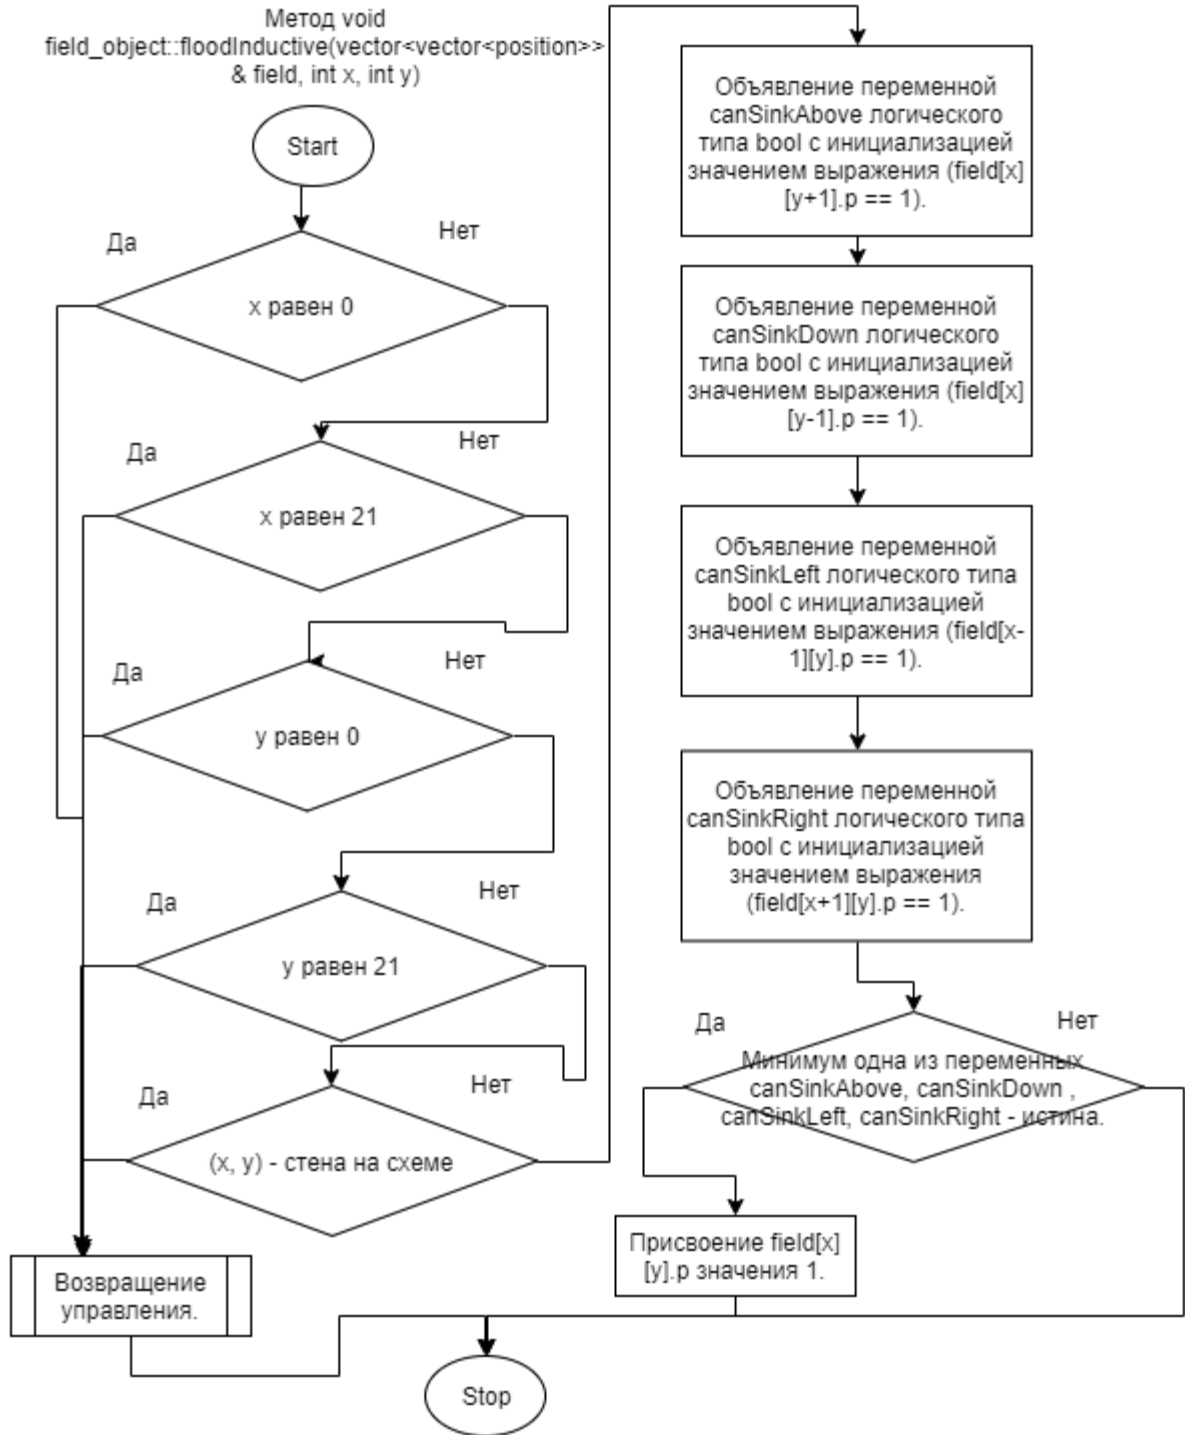 Метод void
field_object::floodInductive(vector<vector<position>>
& field, int x, int y)
Start
Да
Нет
x равен 0
Да
Нет
x равен 21
Да
Нет
y равен 0
Да
Нет
y равен 21
Да
Нет
(x, y) - стена на схеме
Возвращение
управления.
Объявление переменной
canSinkAbove логического
типа bool с инициализацией
значением выражения (field[x]
[y+1].p == 1).
Объявление переменной
canSinkDown логического
типа bool с инициализацией
значением выражения (field[x]
[y-1].p == 1).
Объявление переменной
canSinkLeft логического типа
bool с инициализацией
значением выражения (field[x-
1][y].p == 1).
Объявление переменной
canSinkRight логического типа
bool с инициализацией
значением выражения
(field[x+1][y].p == 1).
Да
Нет
Минимум одна из переменных
canSinkAbove, canSinkDown ,
canSinkLeft, canSinkRight - истина.
Присвоение field[x]
[y].p значения 1.
Stop